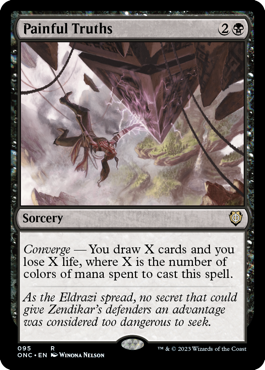 Painful Truths 2
Sorcery
Converge — You draw X cards and you
lose X life, where X is the number of
colors of mana spent to cast this spell.
As the Eldrazi spread, no secret that could
give Zendikar's defenders an advantage
was considered too dangerous to seek.
095 R
ONC • EN Winona Nelson ™ & © 2023 Wizards of the Coast